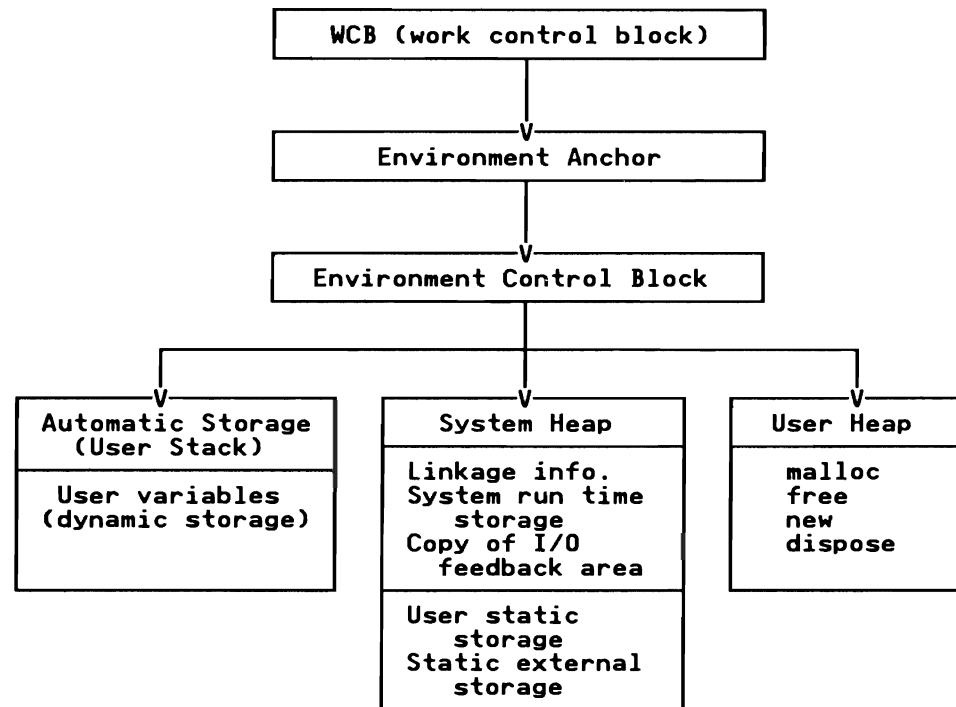 WCB (work control block)
Environment Anchor
Environment Control Block
Automatic Storage
(User Stack)
User variables
(dynamic storage)
System Heap
Linkage info.
System run time
storage
Copy of I/O
feedback area
User static
storage
Static external
storage
User Heap
malloc
free
new
dispose